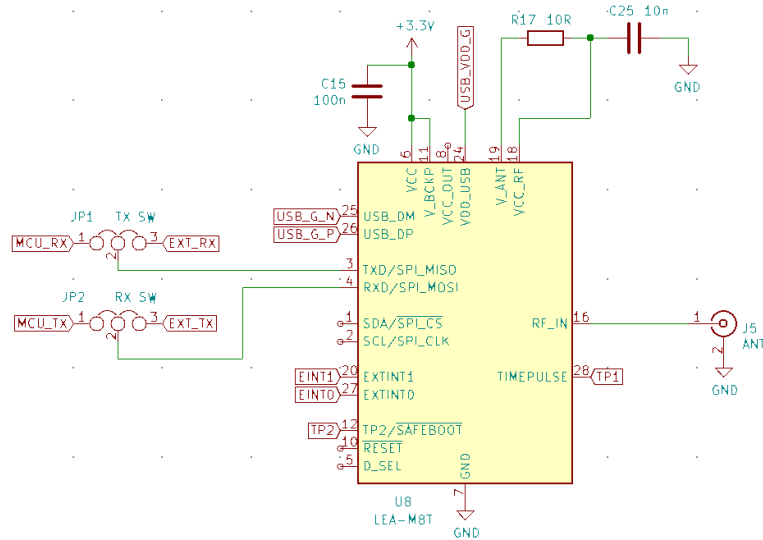 C25 10n
R17 10R
+3.3V
USB_VDD_G
C15
100n
GND
GND
6
11
8
24
19
18
VCC
V_BCKP
VCC_OUT
VDD_USB
V_ANT
VCC_RF
JP1 TX SW
USB_G_N 25 USB_DM
USB_G_P 26 USB_DP
MCU_RX 1 3 EXT_RX
2
3 TXD/SPI_MISO
4 RXD/SPI_MOSI
JP2 RX SW
MCU_TX 1 3 EXT_TX
2
1 SDA/SPI_CS
2 SCL/SPI_CLK
RF_IN 16
1
J5
ANT
2
GND
EINT1 20 EXTINT1
EINT0 27 EXTINT0
TIMEPULSE 28 TP1
TP2 12 TP2/SAFEBOOT
10 RESET
5 D_SEL
GND
7
U8
LEA-M8T
GND